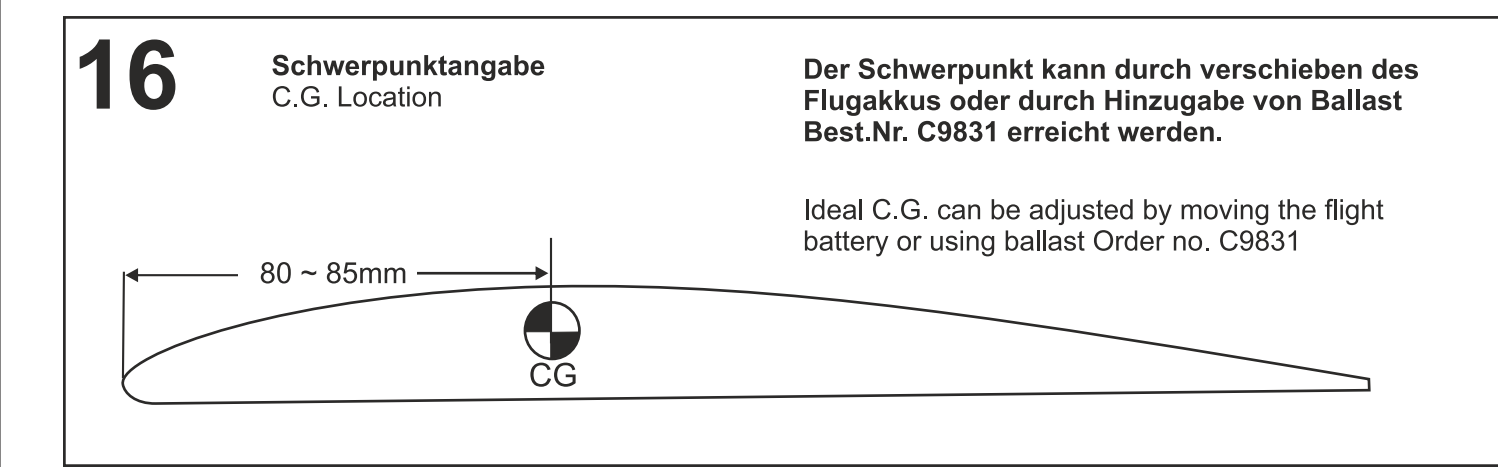 16
Schwerpunktangabe
C.G. Location
Der Schwerpunkt kann durch verschieben des
Flugakkus oder durch Hinzugabe von Ballast
Best.Nr. C9831 erreicht werden.
Ideal C.G. can be adjusted by moving the flight
battery or using ballast Order no. C9831
80 ~ 85mm
CG